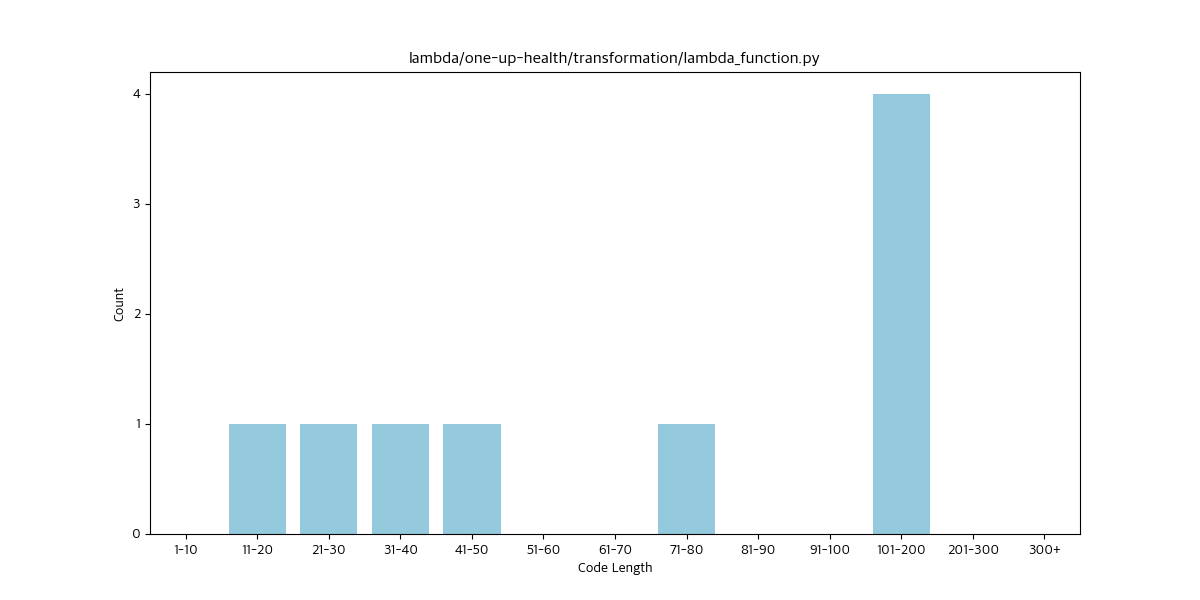 lambda/one-up-health/transformation/lambda_function.py
Count
4
3
2
1
0
1-10 11-20 21-30 31-40 41-50 51-60 61-70 71-80 81-90 91-100 101-200 201-300 300+
Code Length